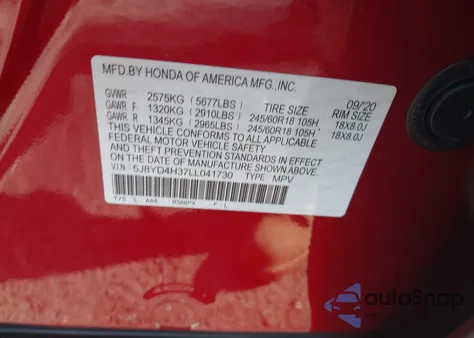 MFD.BY HONDA OF AMERICA MFG.,INC.
09/20
GVWR 2575KG (5677LBS) TIRE SIZE RIM SIZE
GAWR F 1320KG (2910LBS) 245/60R18 105H 18X8.0J
GAWR R 1345KG (2965LBS) 245/60R18 105H 18X8.0J
THIS VEHICLE CONFORMS TO ALL APPLICABLE
FEDERAL MOTOR VEHICLE SAFETY AND
THEFT PREVENTION STANDARDS IN EFFECT ON
THE DATE OF MANUFACTURE SHOWN ABOVE.
V.I.N. 5J8YD4H37LL041730 TYPE: MPV
TYS L AA8 R568PX F L
autoSnap